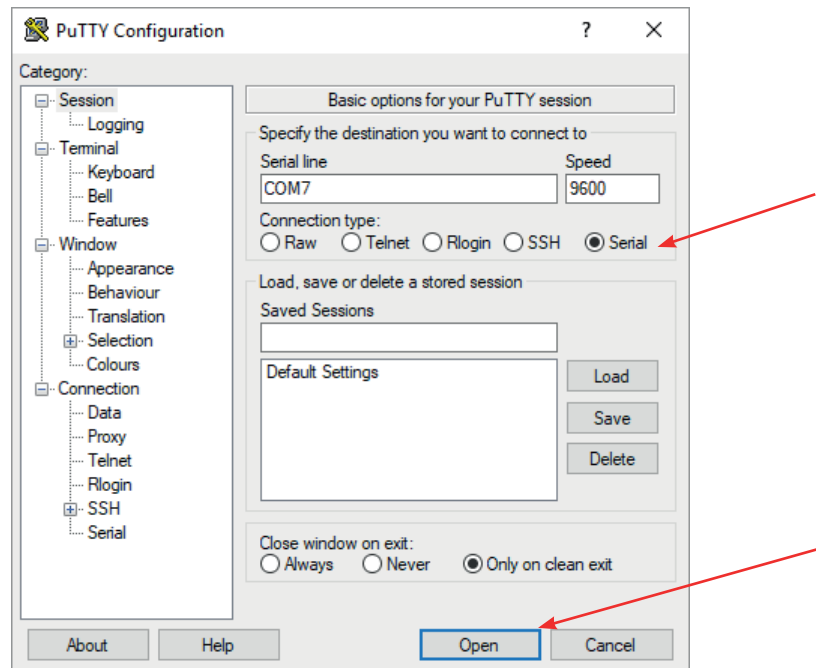 PuTTY Configuration
?
Category:
Session
Logging
Terminal
Keyboard
Bell
Features
Window
Appearance
Behaviour
Translation
Selection
Colours
Connection
Data
Proxy
Telnet
Rlogin
SSH
Serial
Basic options for your PuTTY session
Specify the destination you want to connect to
Serial line Speed
COM7 9600
Connection type:
Raw Telnet Rlogin SSH Serial
Load, save or delete a stored session
Saved Sessions
Default Settings
Load
Save
Delete
Close window on exit:
Always Never Only on clean exit
About Help Open Cancel